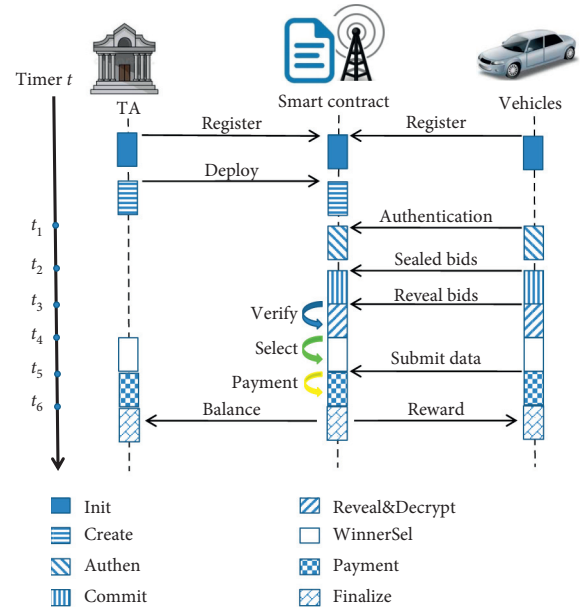 Timer t
TA
Smart contract
Vehicles
Register
Register
Deploy
t1
Authentication
t2
Sealed bids
t3
Reveal bids
Verify
t4
Select
Submit data
t5
Payment
t6
Balance
Reward
Init
Reveal&Decrypt
Create
WinnerSel
Authen
Payment
Commit
Finalize